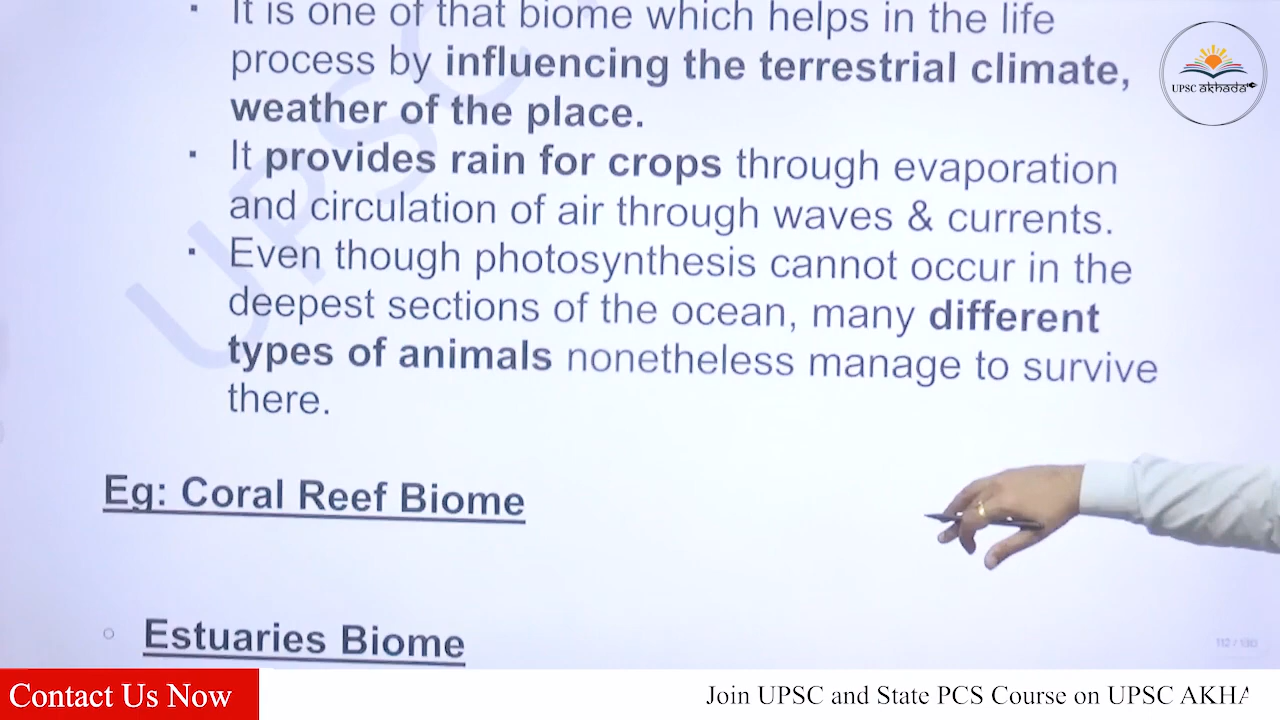 It is one of that biome which helps in the life
process by influencing the terrestrial climate,
weather of the place.
It provides rain for crops through evaporation
and circulation of air through waves & currents.
Even though photosynthesis cannot occur in the
deepest sections of the ocean, many different
types of animals nonetheless manage to survive
there.
Eg: Coral Reef Biome
Estuaries Biome
UPSC
UPSC akhada
112 / 130
Contact Us Now
Join UPSC and State PCS Course on UPSC AKHA